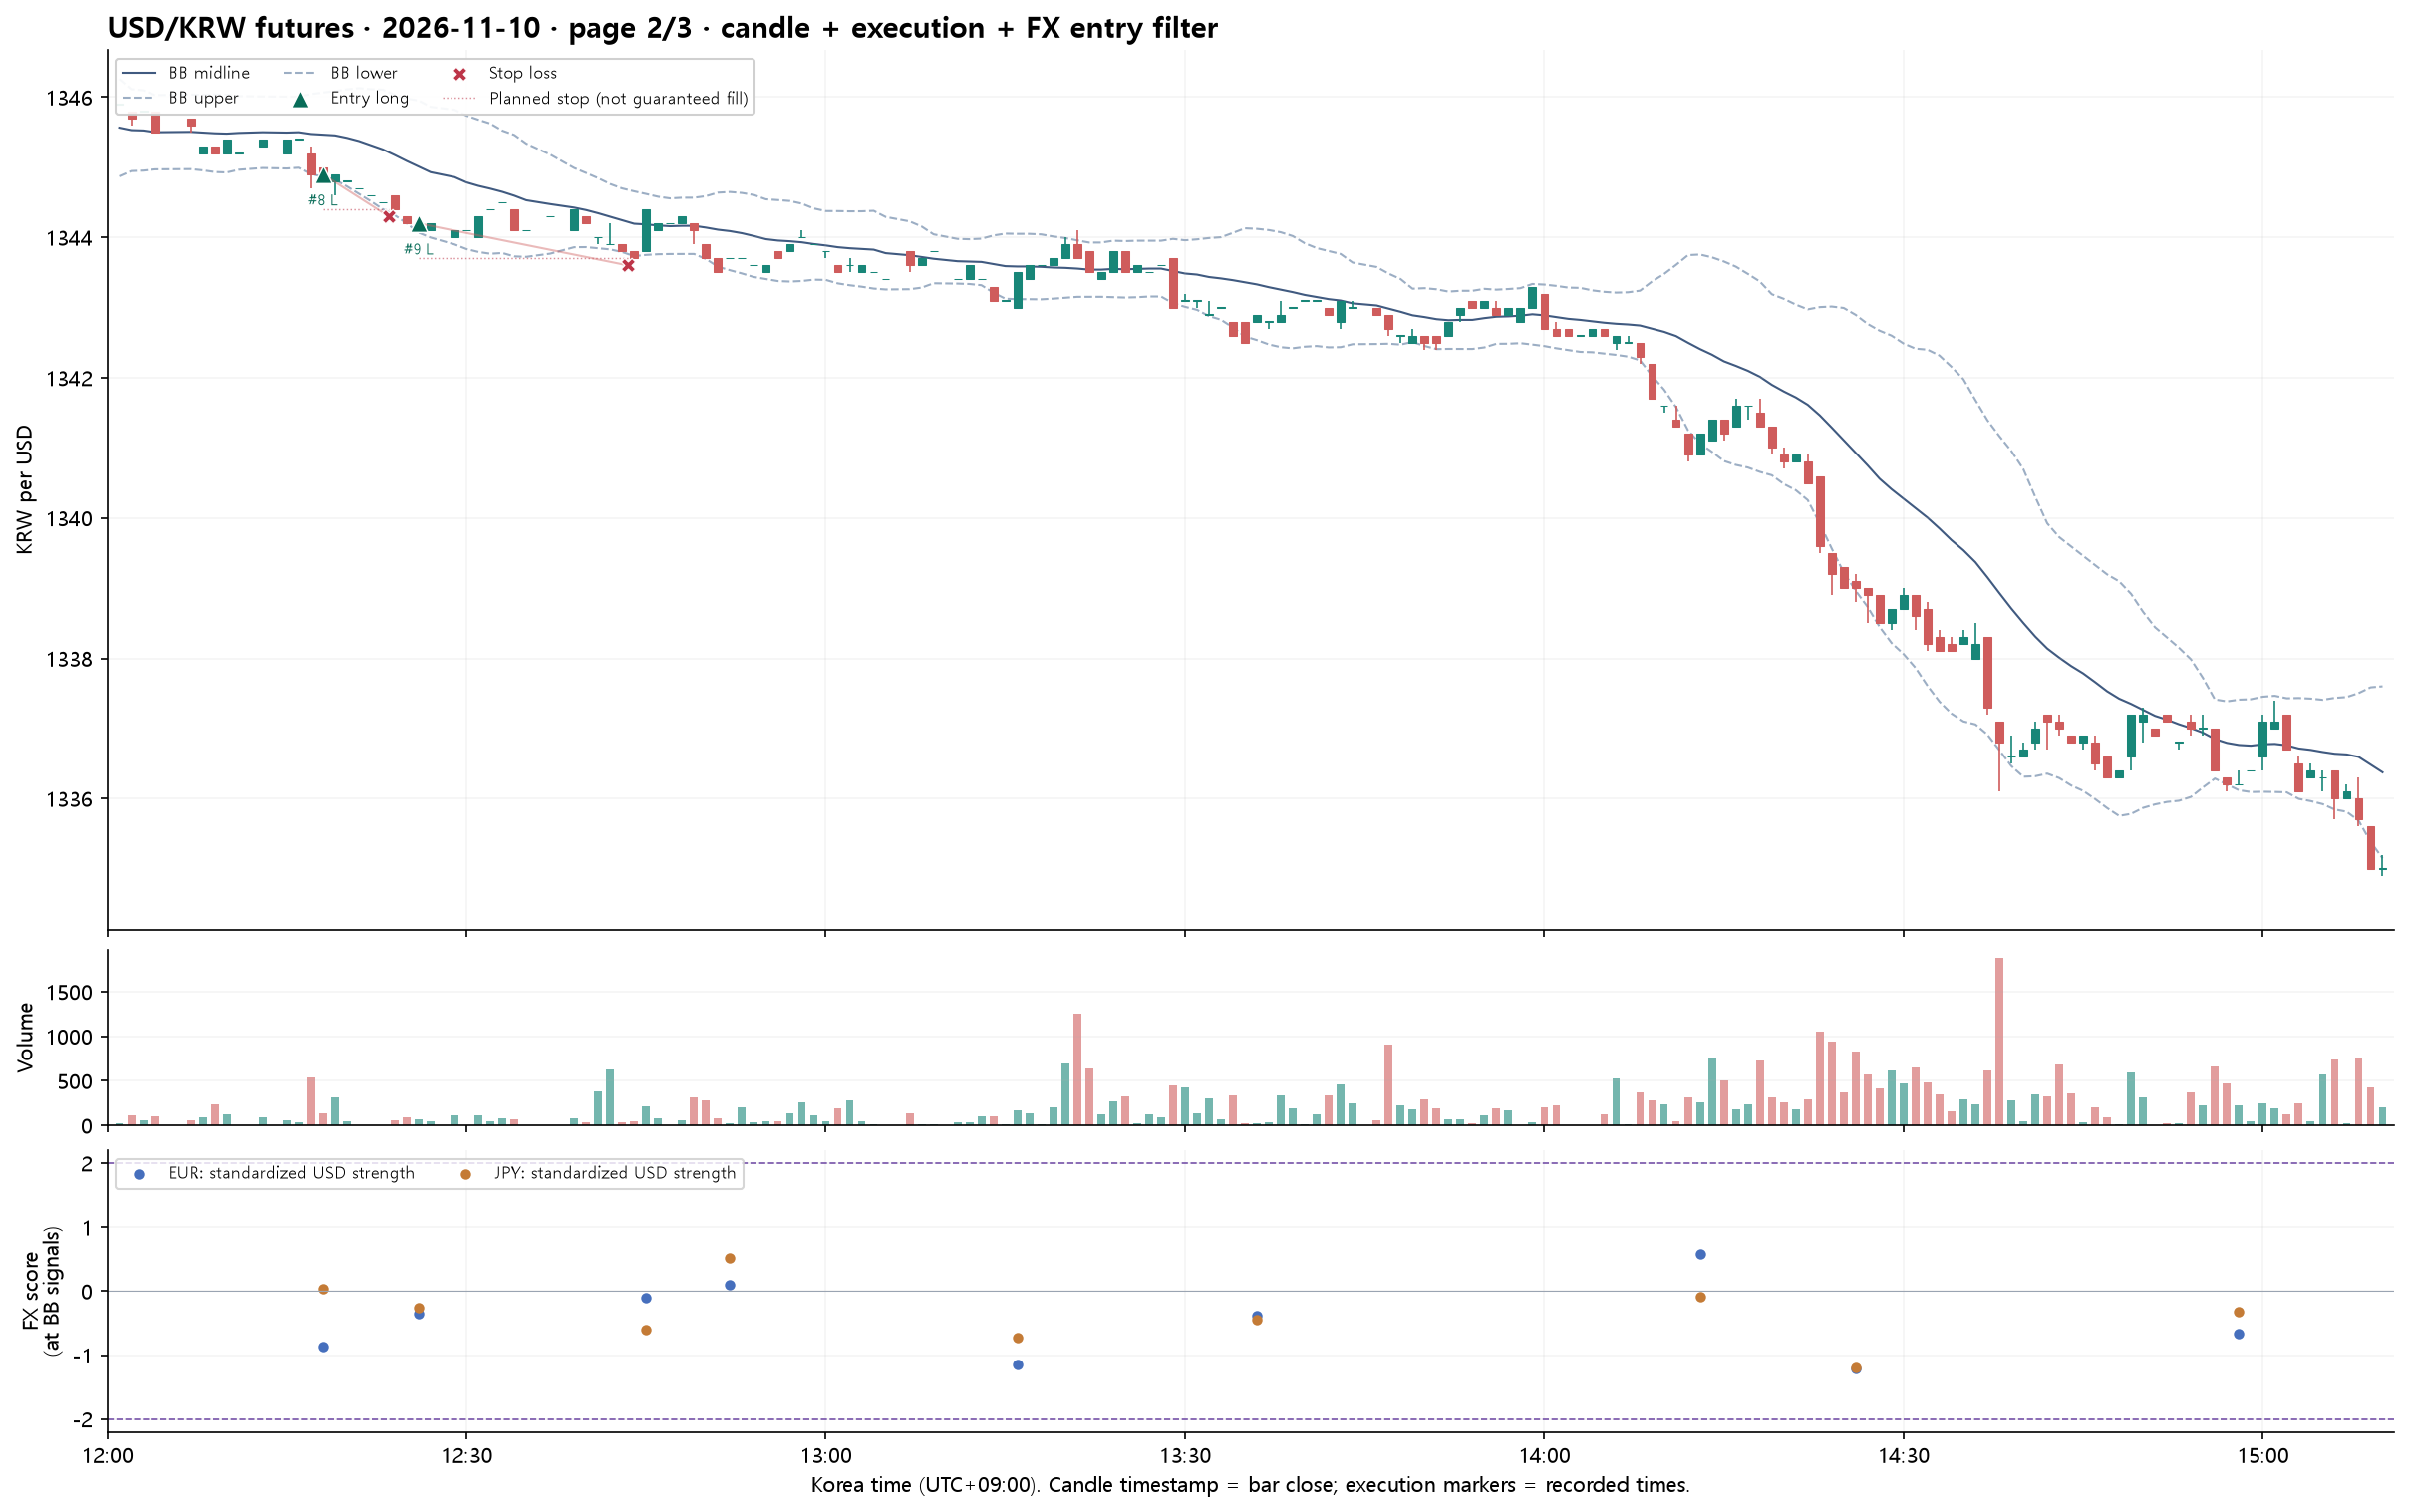 USD/KRW futures · 2026-11-10 · page 2/3 · candle + execution + FX entry filter
BB midline
BB lower
Stop loss
BB upper
Entry long
Planned stop (not guaranteed fill)
KRW per USD
1346
1344
1342
1340
1338
1336
#8 L
#9 L
Volume
1500
1000
500
0
EUR: standardized USD strength
JPY: standardized USD strength
FX score
(at BB signals)
2
1
0
-1
-2
12:00
12:30
13:00
13:30
14:00
14:30
15:00
Korea time (UTC+09:00). Candle timestamp = bar close; execution markers = recorded times.